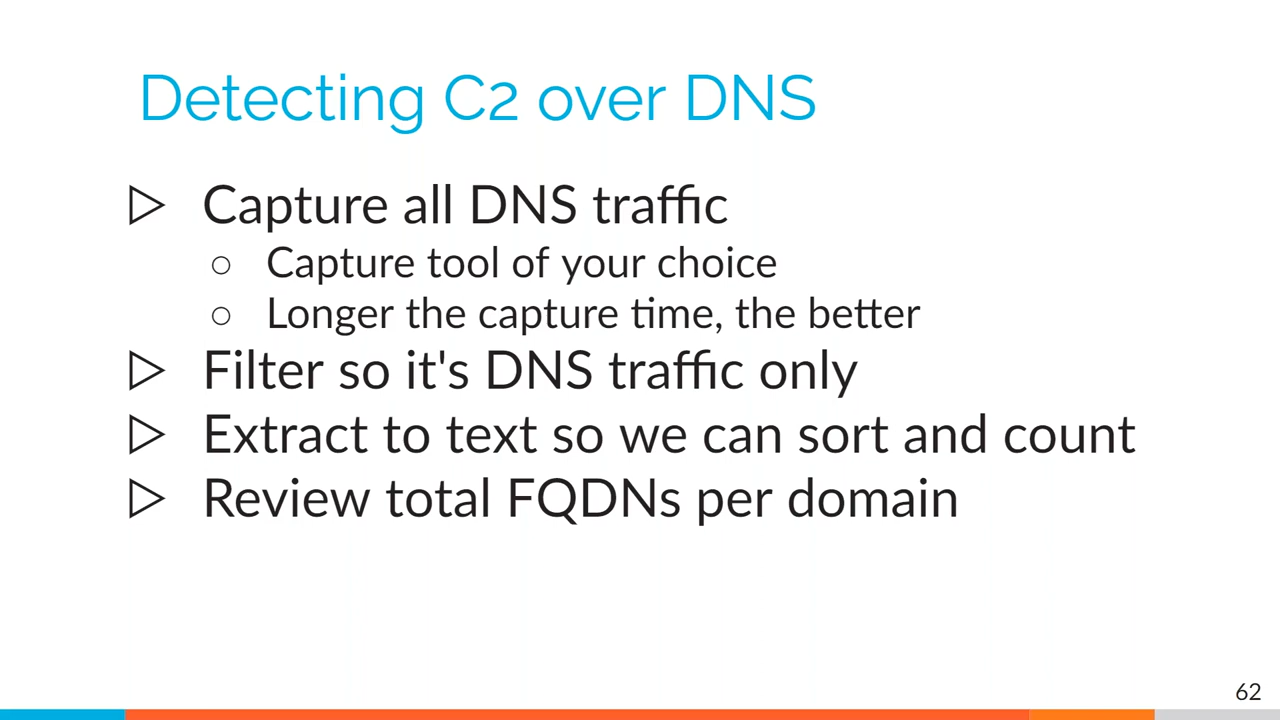 Detecting C2 over DNS
▷ Capture all DNS traffic
○ Capture tool of your choice
○ Longer the capture time, the better
▷ Filter so it's DNS traffic only
▷ Extract to text so we can sort and count
▷ Review total FQDNs per domain
62